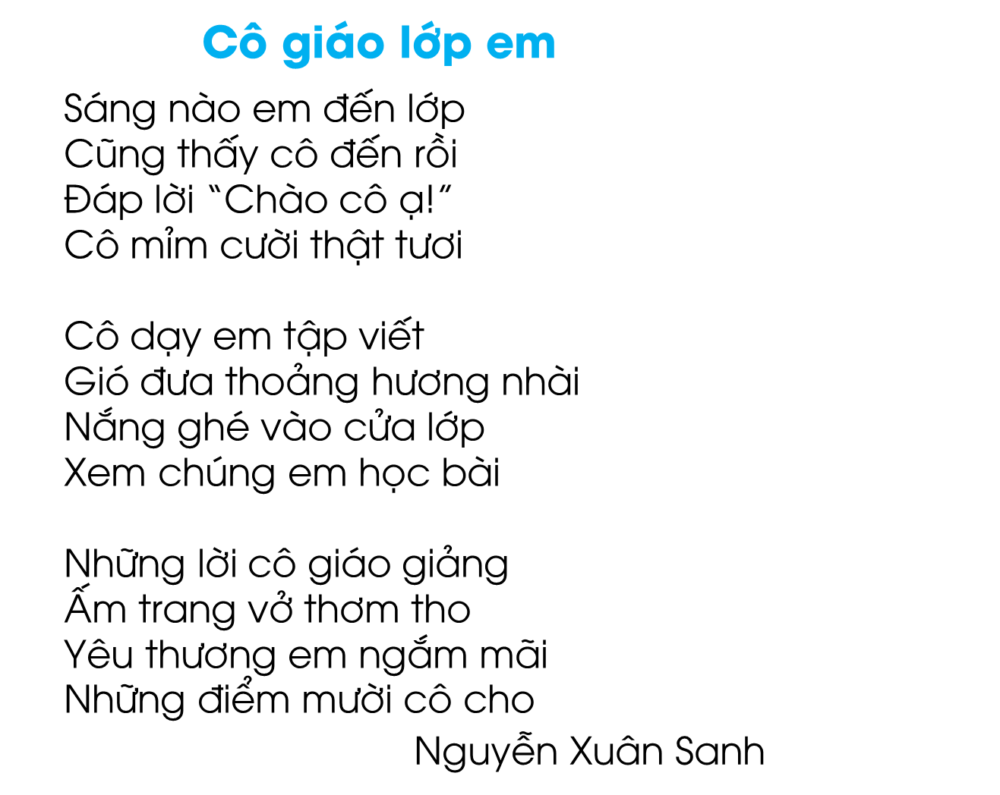 Cô giáo lớp em
Sáng nào em đến lớp
Cũng thấy cô đến rồi
Đáp lời “Chào cô ạ!”
Cô mỉm cười thật tươi
Cô dạy em tập viết
Gió đưa thoảng hương nhài
Nắng ghé vào cửa lớp
Xem chúng em học bài
Những lời cô giáo giảng
Ấm trang vở thơm tho
Yêu thương em ngắm mãi
Những điểm mười cô cho
Nguyễn Xuân Sanh